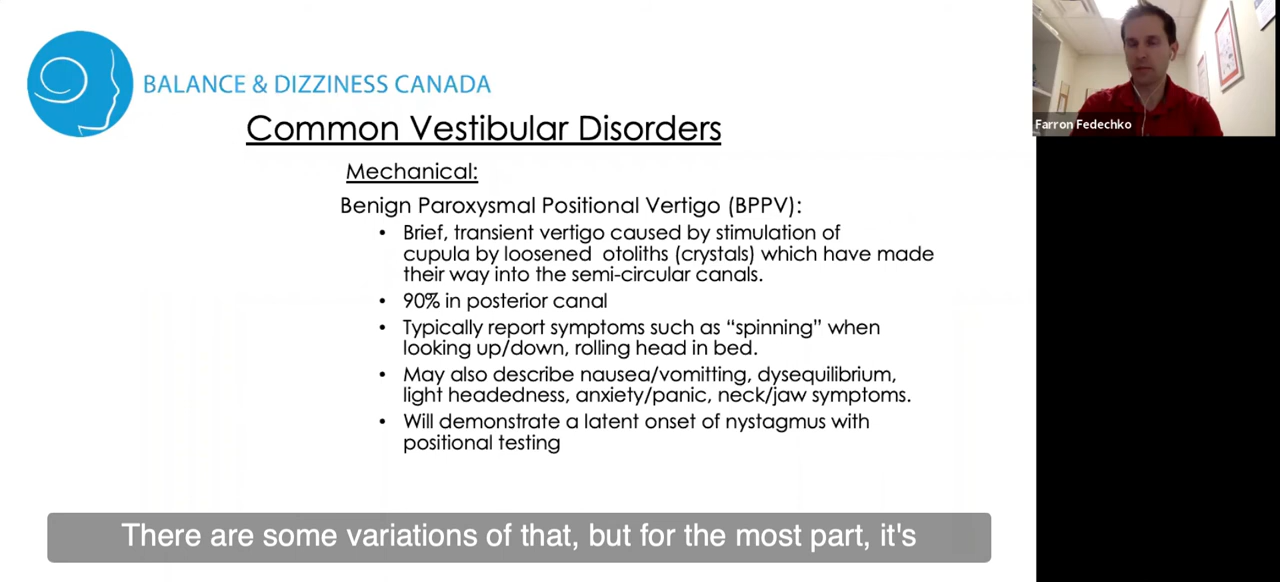 BALANCE & DIZZINESS CANADA
Common Vestibular Disorders
Mechanical:
Benign Paroxysmal Positional Vertigo (BPPV):
• Brief, transient vertigo caused by stimulation of
cupula by loosened otoliths (crystals) which have made
their way into the semi-circular canals.
• 90% in posterior canal
• Typically report symptoms such as “spinning” when
looking up/down, rolling head in bed.
• May also describe nausea/vomitting, dysequilibrium,
light headedness, anxiety/panic, neck/jaw symptoms.
• Will demonstrate a latent onset of nystagmus with
positional testing
Farron Fedechko
There are some variations of that, but for the most part, it's